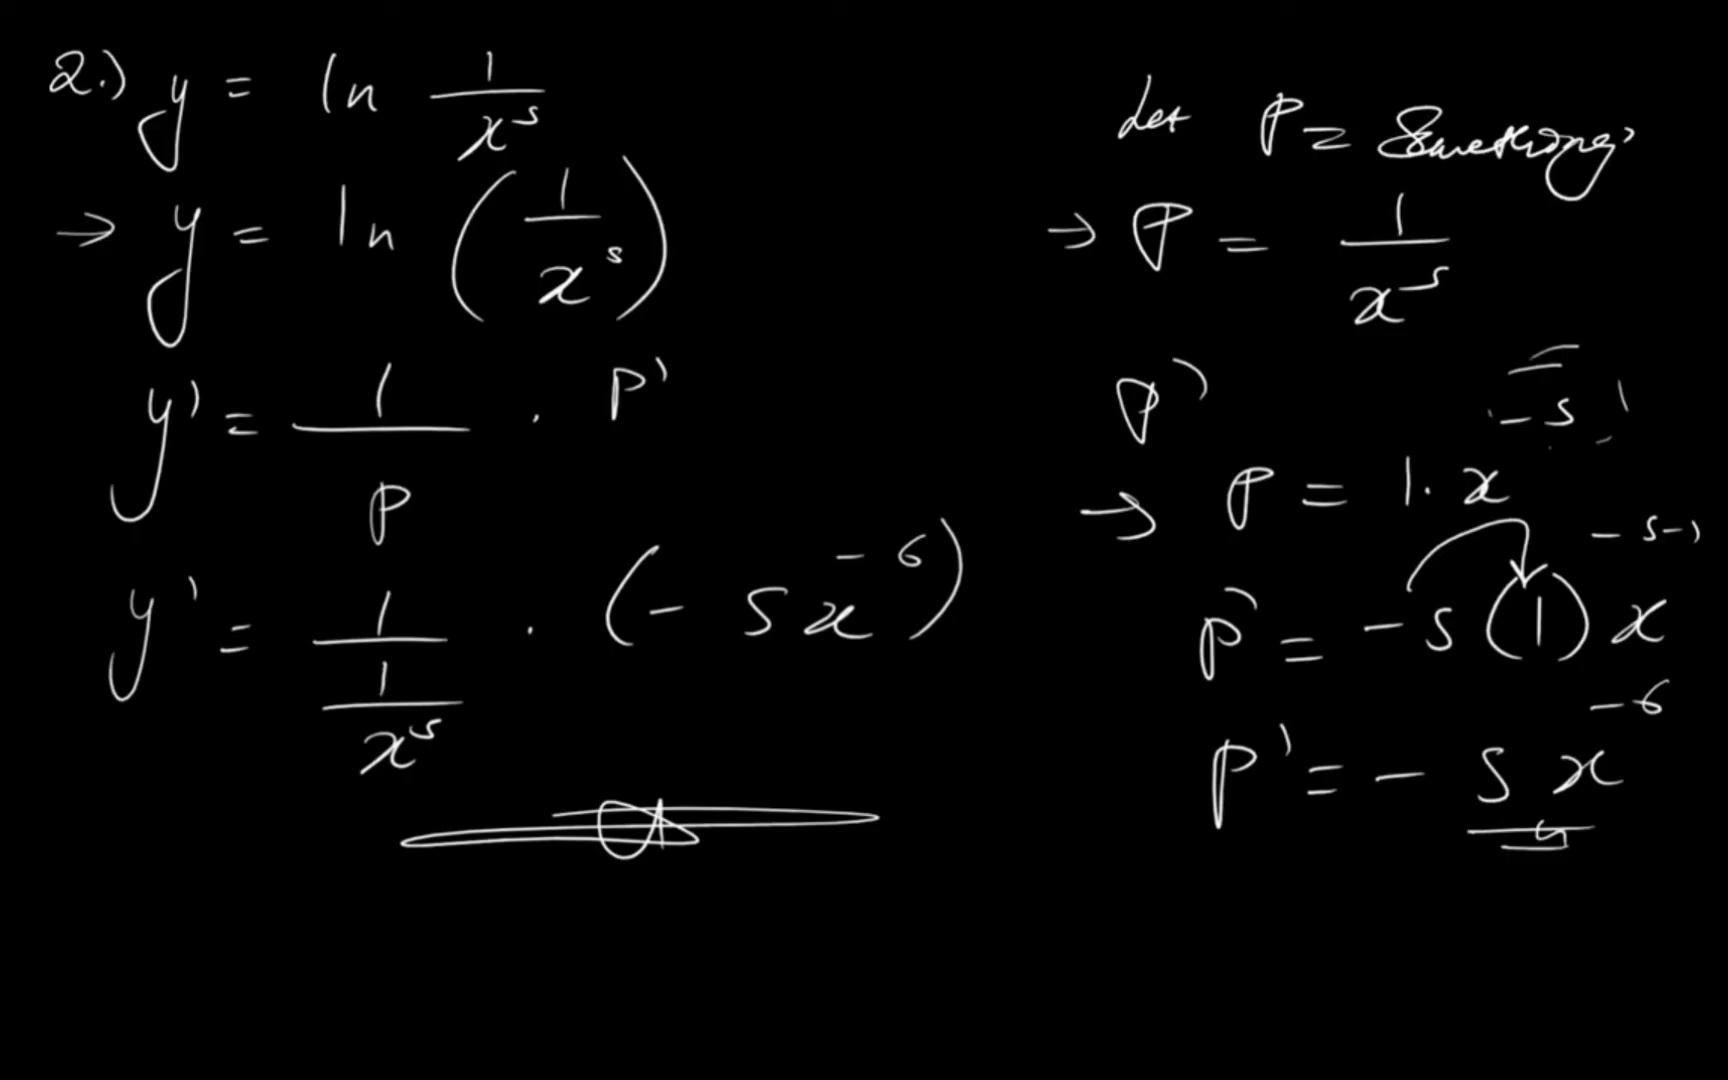 2.) y = ln 1/x^5
→ y = ln (1/x^5)
y' = 1/P · P'
y' = 1/(1/x^5) · (-5x^-6)
Let P = Something
→ P = 1/x^5
P'
→ P = 1·x^-5
P' = -5(1)x^-5-1
P' = -5x^-6